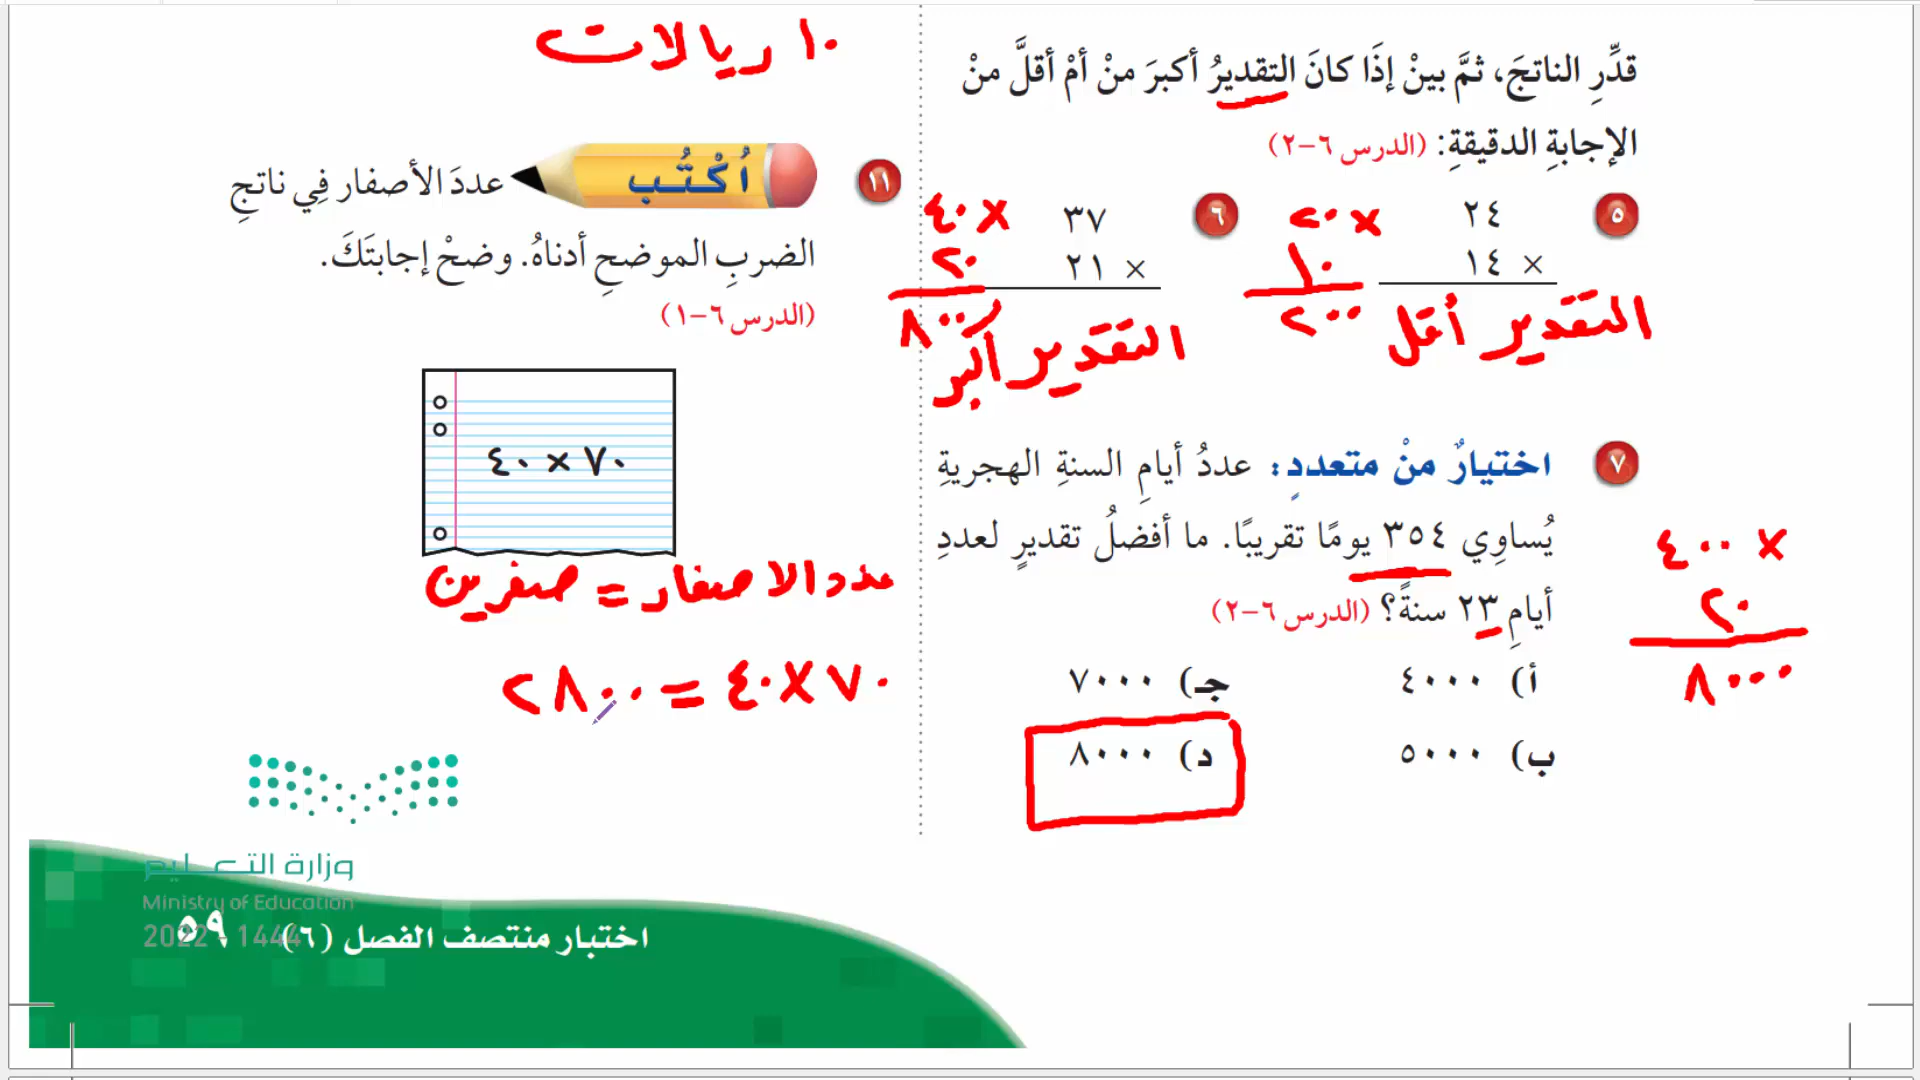 قدِّرِ الناتجَ، ثمَّ بينْ إذَا كانَ التقديرُ أكبرَ منْ أمْ أقلَّ منْ
الإجابةِ الدقيقةِ: (الدرس ٦–٢)
٥
٢٤
× ١٤
٢٠ ×
١٠
٢٠٠
التقدير أقل
٦
٣٧
× ٢١
٤٠ ×
٢٠
٨٠٠
التقدير أكبر
٧ اختيارٌ منْ متعددٍ: عددُ أيامِ السنةِ الهجريةِ
يُساوِي ٣٥٤ يومًا تقريبًا. ما أفضلُ تقديرٍ لعددِ
أيامِ ٢٣ سنةً؟ (الدرس ٦–٢)
أ) ٤٠٠٠ جـ) ٧٠٠٠
ب) ٥٠٠٠ د) ٨٠٠٠
٤٠٠ ×
٢٠
٨٠٠٠
١٠ ريالات
١١ اُكْتُب عددَ الأصفار فِي ناتجِ
الضربِ الموضحِ أدناهُ. وضحْ إجابتَكَ.
(الدرس ٦–١)
٤٠ × ٧٠
عدد الاصفار = صفرين
٢٨٠٠ = ٤٠ × ٧٠
وزارة التعليم
Ministry of Education
2022 - 1444
اختبار منتصف الفصل (٦) ٥٩